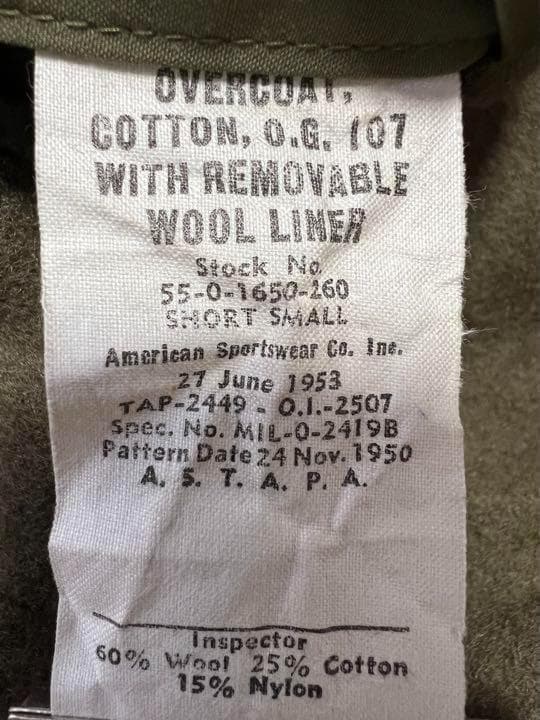 OVERCOAT,
COTTON, O.G. 107
WITH REMOVABLE
WOOL LINER
Stock No.
55-0-1650-260
SHORT SMALL
American Sportswear Co. Inc.
27 June 1953
TAP-2449 - O.I.-2507
Spec. No. MIL-O-2419B
Pattern Date 24 Nov. 1950
A. S. T. A. P. A.
Inspector
60% Wool 25% Cotton
15% Nylon